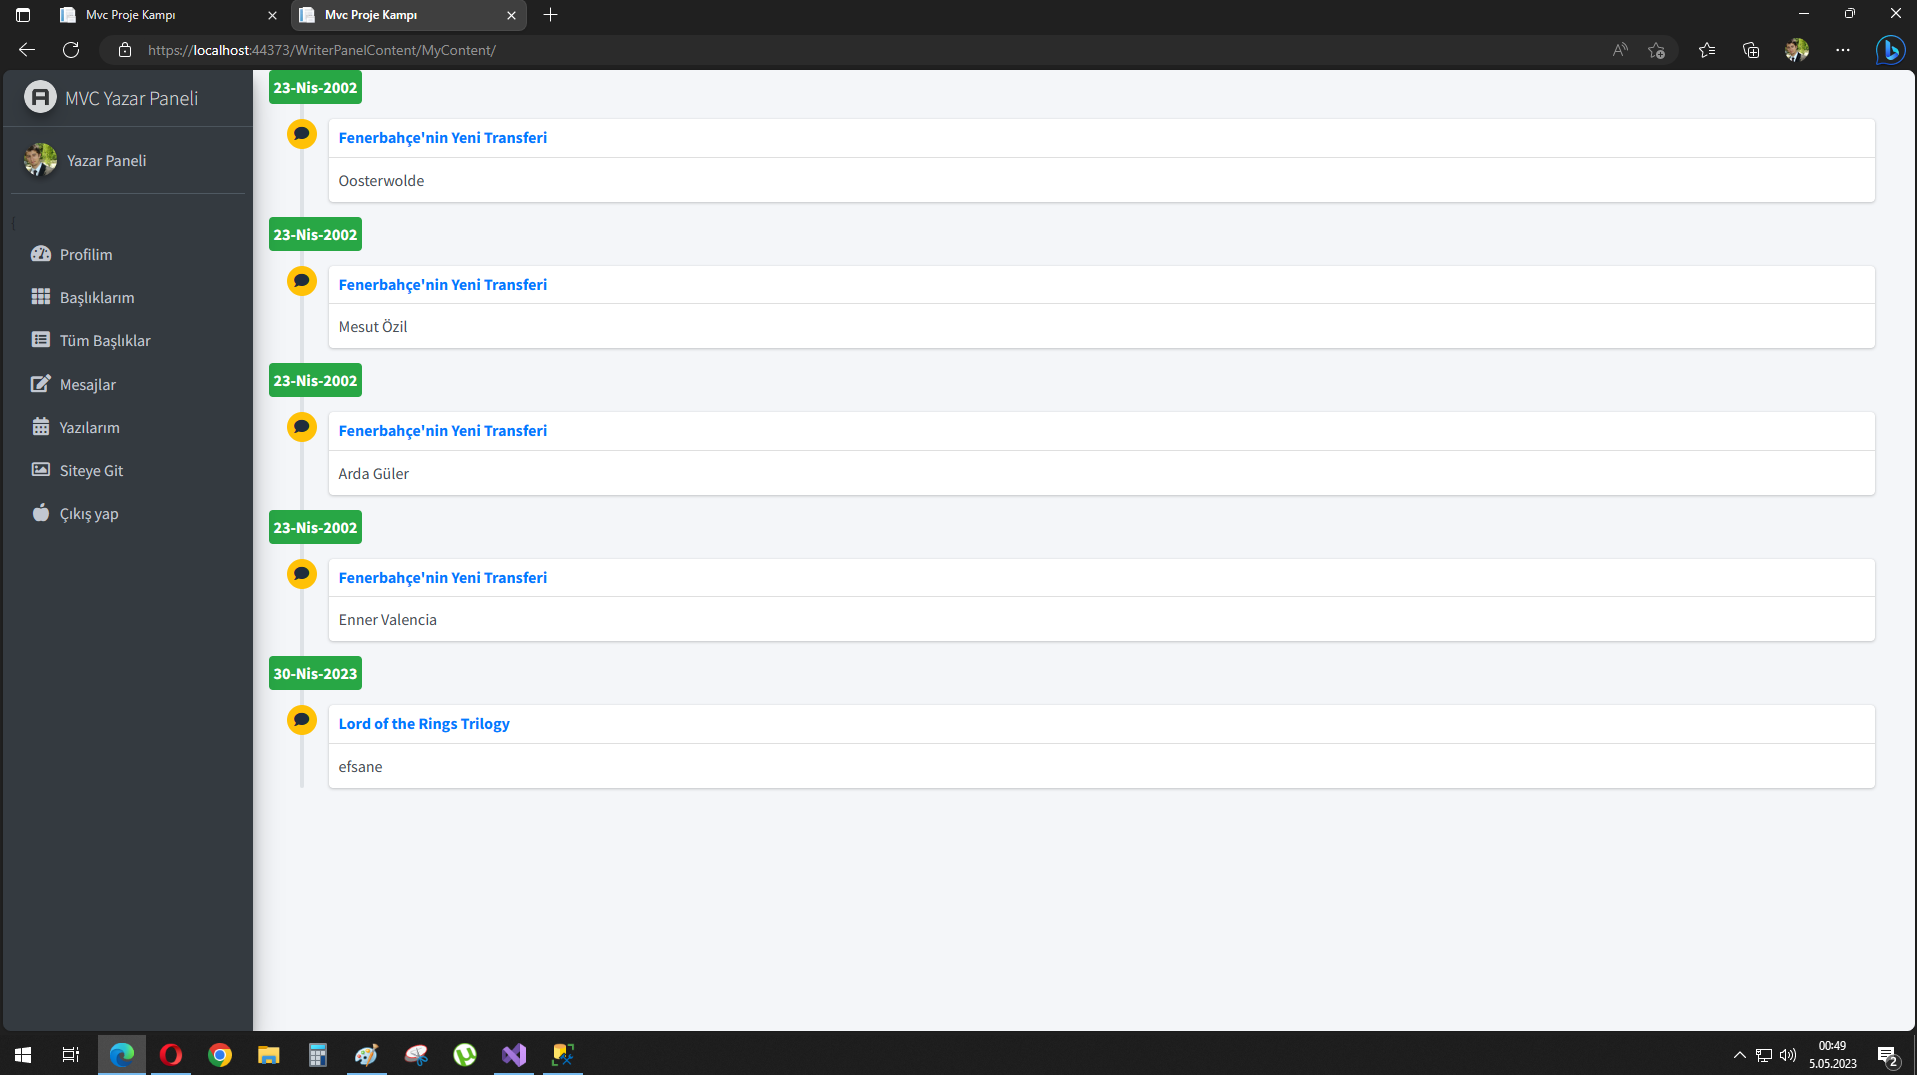 Mvc Proje Kampı
Mvc Proje Kampı
https://localhost:44373/WriterPanelContent/MyContent/
MVC Yazar Paneli
Yazar Paneli
Profilim
Başlıklarım
Tüm Başlıklar
Mesajlar
Yazılarım
Siteye Git
Çıkış yap
23-Nis-2002
Fenerbahçe'nin Yeni Transferi
Oosterwolde
23-Nis-2002
Fenerbahçe'nin Yeni Transferi
Mesut Özil
23-Nis-2002
Fenerbahçe'nin Yeni Transferi
Arda Güler
23-Nis-2002
Fenerbahçe'nin Yeni Transferi
Enner Valencia
30-Nis-2023
Lord of the Rings Trilogy
efsane
00:49
5.05.2023
2